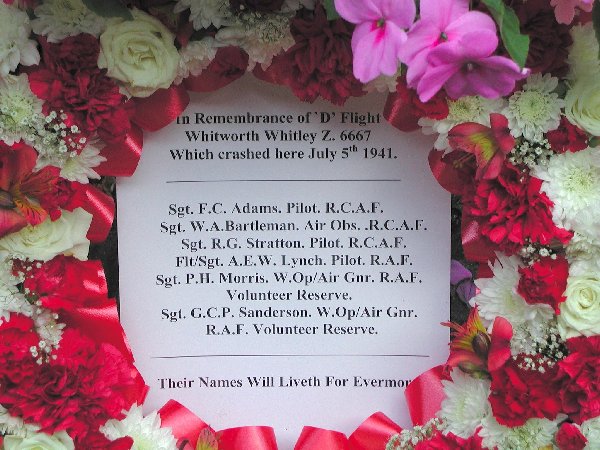 In Remembrance of `D' Flight
Whitworth Whitley Z. 6667
Which crashed here July 5th 1941.
Sgt. F.C. Adams. Pilot. R.C.A.F.
Sgt. W.A.Bartleman. Air Obs. .R.C.A.F.
Sgt. R.G. Stratton. Pilot. R.C.A.F.
Flt/Sgt. A.E.W. Lynch. Pilot. R.A.F.
Sgt. P.H. Morris. W.Op/Air Gnr. R.A.F.
Volunteer Reserve.
Sgt. G.C.P. Sanderson. W.Op/Air Gnr.
R.A.F. Volunteer Reserve.
Their Names Will Liveth For Evermor